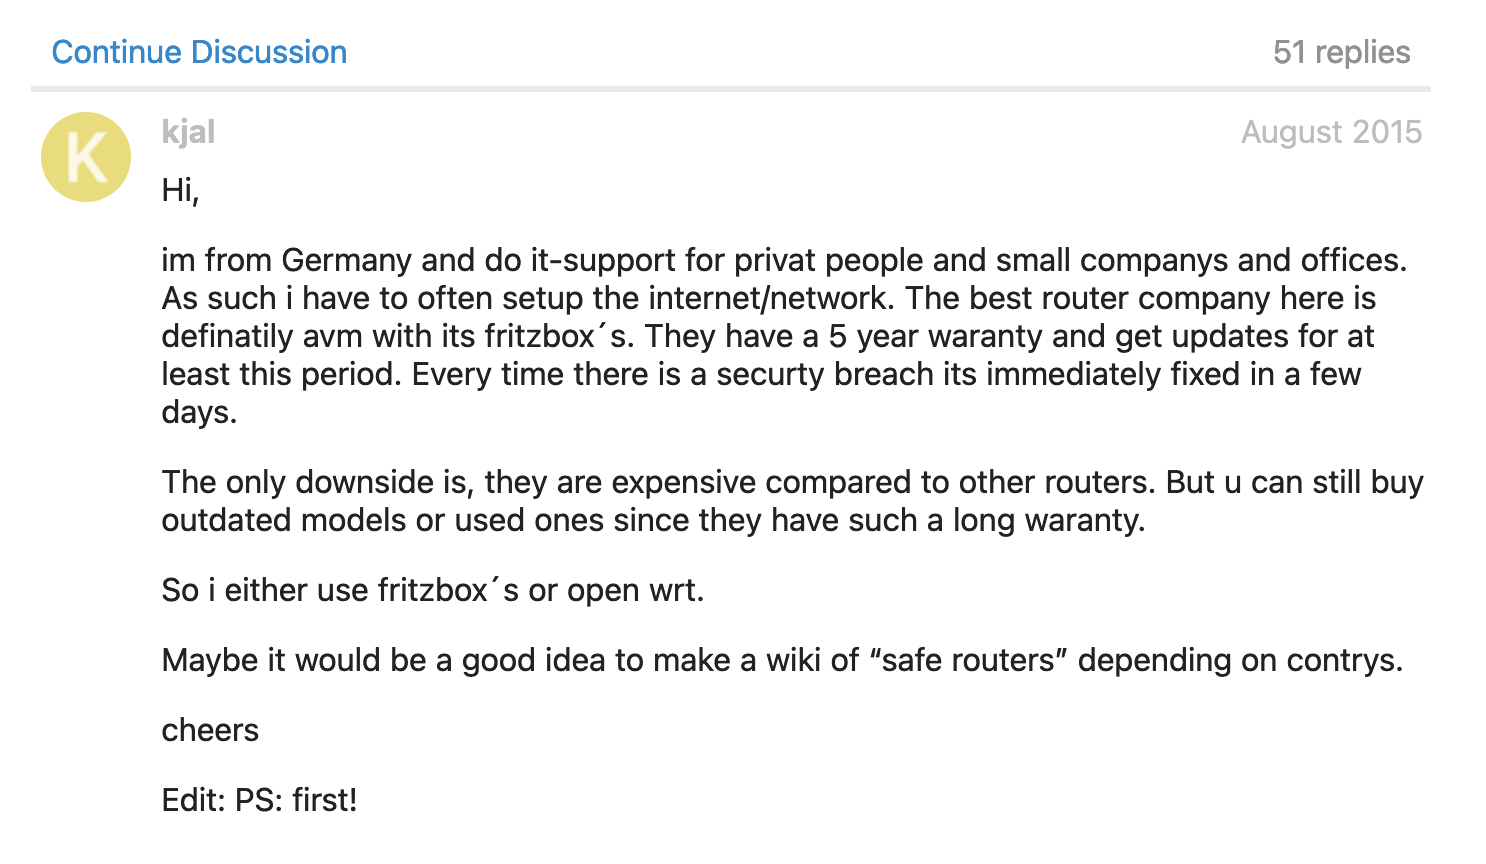 Continue Discussion 51 replies
K
kjal August 2015
Hi,
im from Germany and do it-support for privat people and small companys and offices.
As such i have to often setup the internet/network. The best router company here is
definatily avm with its fritzbox´s. They have a 5 year waranty and get updates for at
least this period. Every time there is a securty breach its immediately fixed in a few
days.
The only downside is, they are expensive compared to other routers. But u can still buy
outdated models or used ones since they have such a long waranty.
So i either use fritzbox´s or open wrt.
Maybe it would be a good idea to make a wiki of “safe routers” depending on contrys.
cheers
Edit: PS: first!